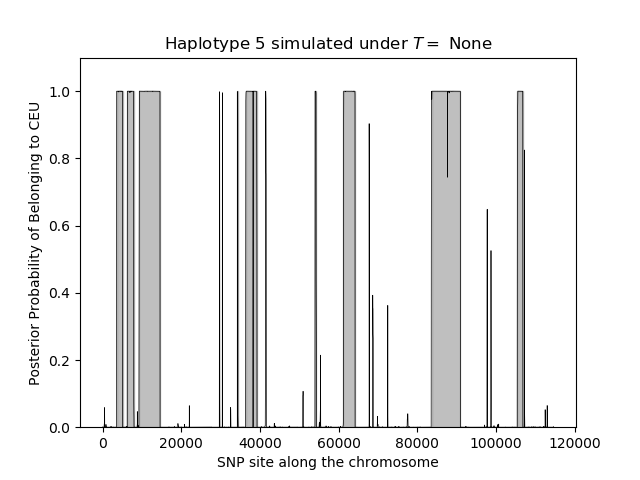 Haplotype 5 simulated under T = None
Posterior Probability of Belonging to CEU
1.0
0.8
0.6
0.4
0.2
0.0
0 20000 40000 60000 80000 100000 120000
SNP site along the chromosome